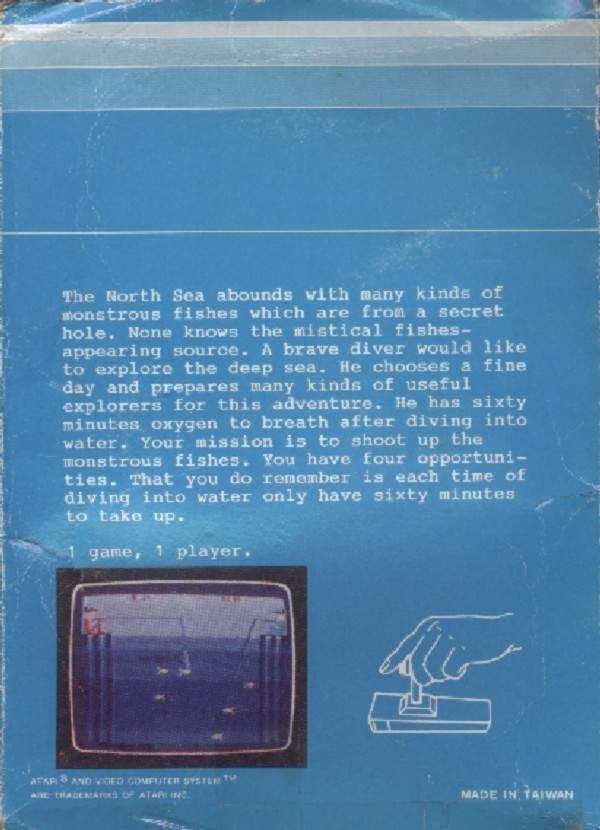 The North Sea abounds with many kinds of
monstrous fishes which are from a secret
hole. None knows the mistical fishes-
appearing source. A brave diver would like
to explore the deep sea. He chooses a fine
day and prepares many kinds of useful
explorers for this adventure. He has sixty
minutes oxygen to breath after diving into
water. Your mission is to shoot up the
monstrous fishes. You have four opportuni-
ties. That you do remember is each time of
diving into water only have sixty minutes
to take up.
1 game, 1 player.
ATARI® AND VIDEO COMPUTER SYSTEM™
ARE TRADEMARKS OF ATARI INC.
MADE IN TAIWAN